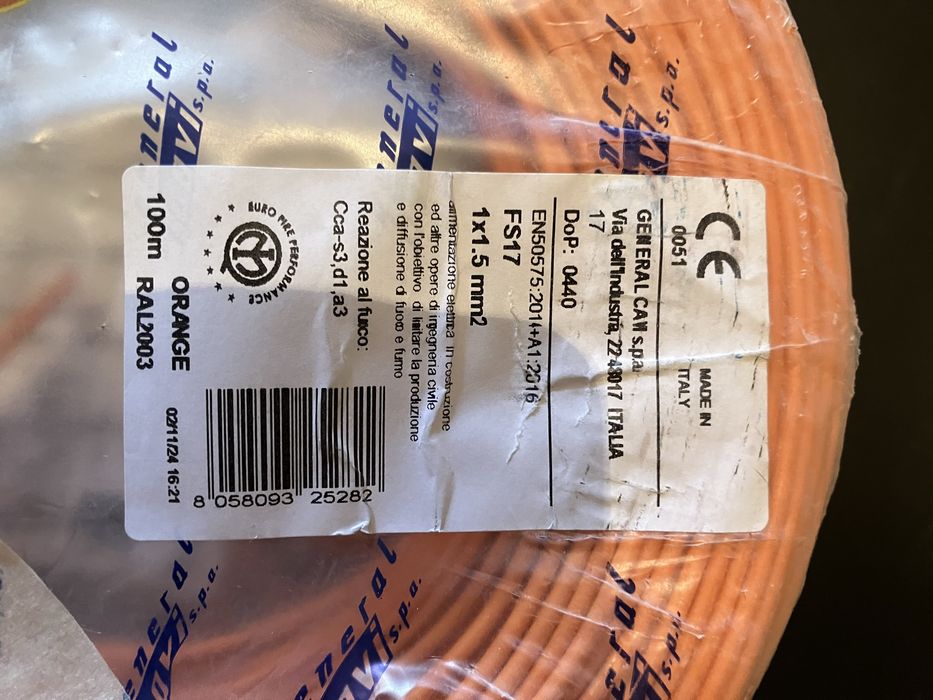 CE
0051
MADE IN
ITALY
GENERAL CAVI s.p.a.
Via dell'Industria, 22 48017 ITALIA
17
DoP: 0440
EN50575:2014+A1:2016
FS17
1x1.5 mm2
alimentazione elettrica in costruzione
ed altre opere di ingegneria civile
con l'obiettivo di limitare la produzione
e diffusione di fuoco e fumo
Reazione al fuoco:
Cca-s3,d1,a3
EURO FIRE PERFORMANCE
8 058093 25282
ORANGE
100m RAL2003
02/11/24 16:21
s.p.a.
s.p.a.
s.p.a.
s.p.a.
s.p.a.
s.p.a.